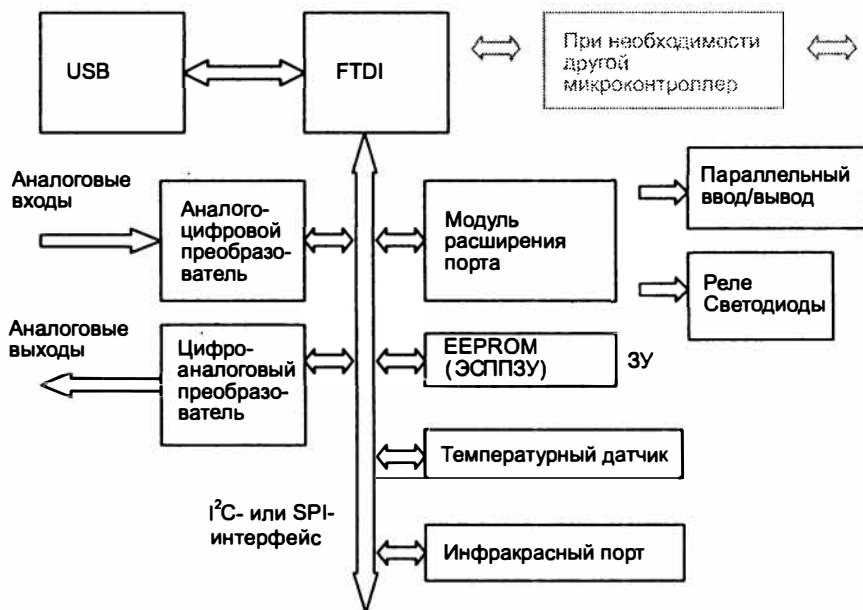 USB
FTDI
При необходимости
другой
микроконтроллер
Аналоговые
входы
Аналого-
цифровой
преобразо-
ватель
Модуль
расширения
порта
Параллельный
ввод/вывод
Реле
Светодиоды
Аналоговые
выходы
Цифро-
аналоговый
преобразо-
ватель
EEPROM
(ЭСППЗУ)
ЗУ
Температурный датчик
I²C- или SPI-
интерфейс
Инфракрасный порт